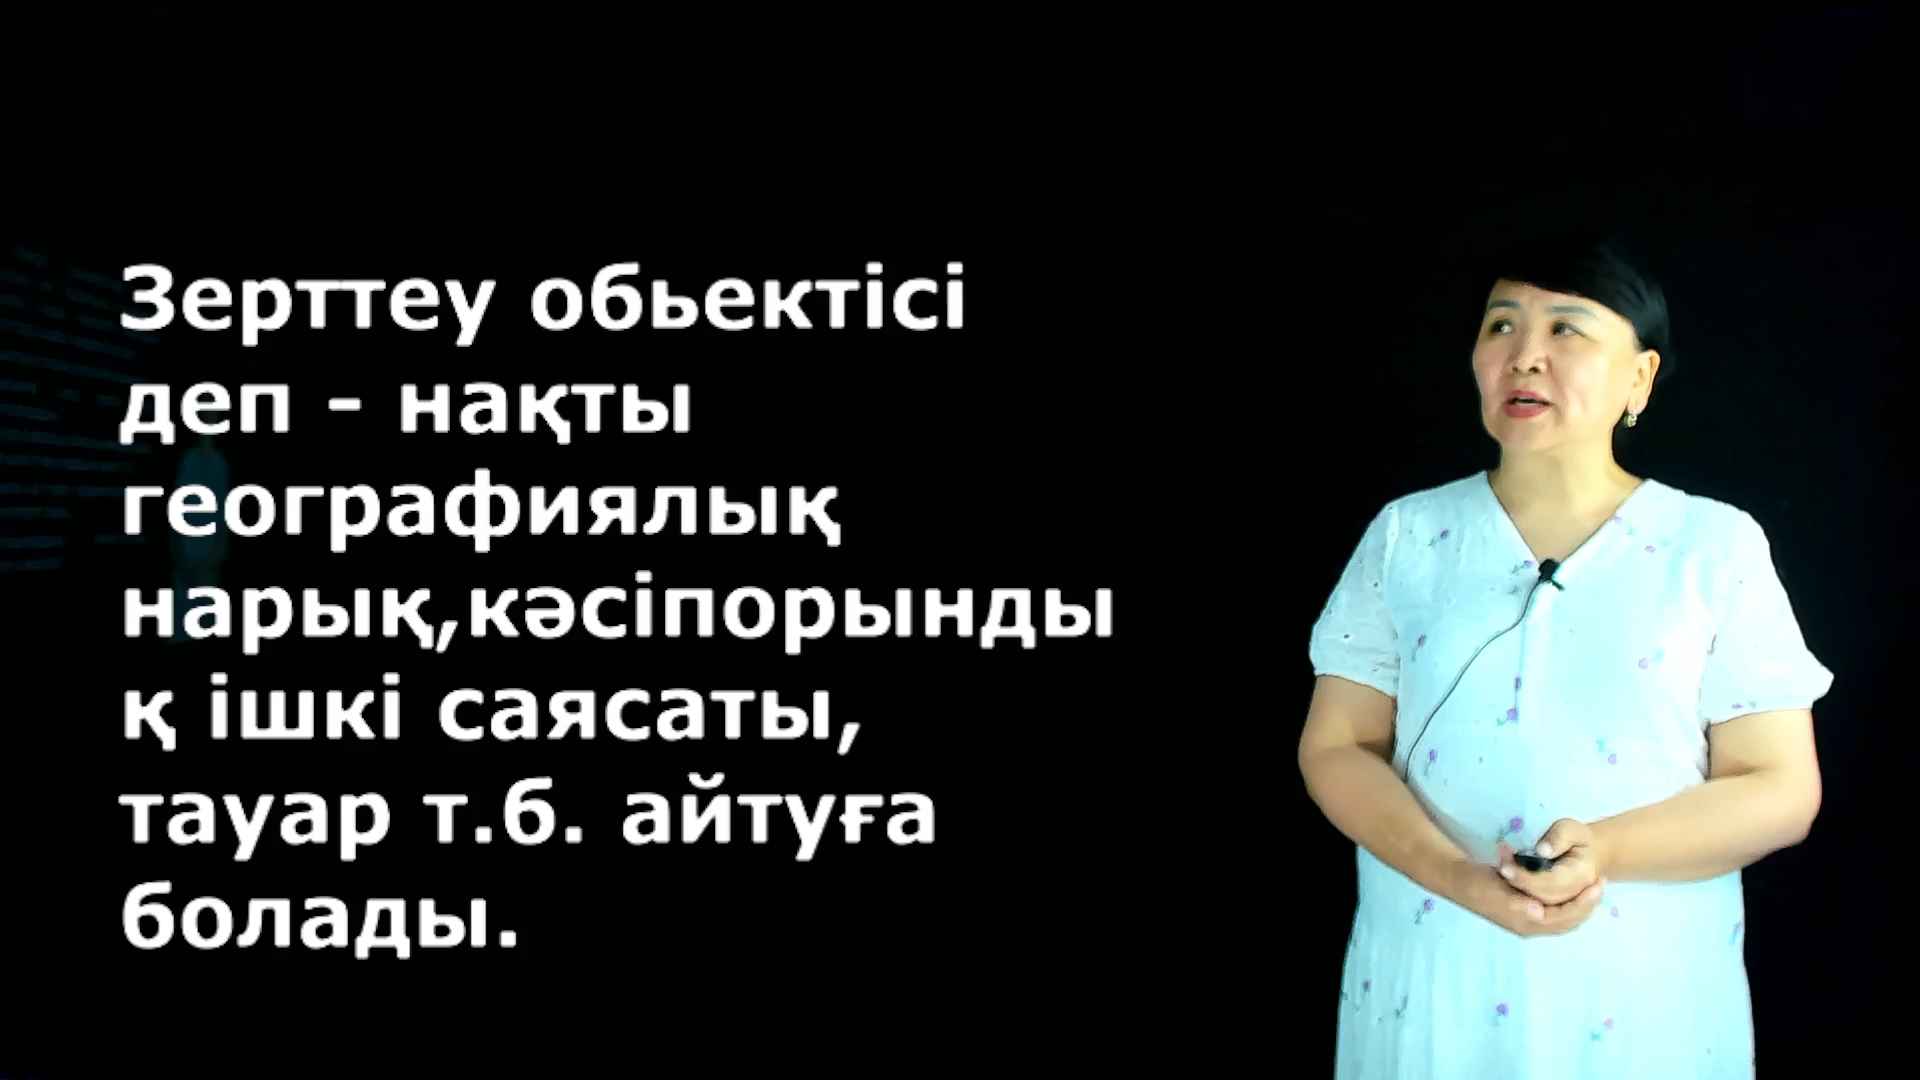 Зерттеу обьектісі
деп - нақты
географиялық
нарық,кәсіпорынды
қ ішкі саясаты,
тауар т.б. айтуға
болады.